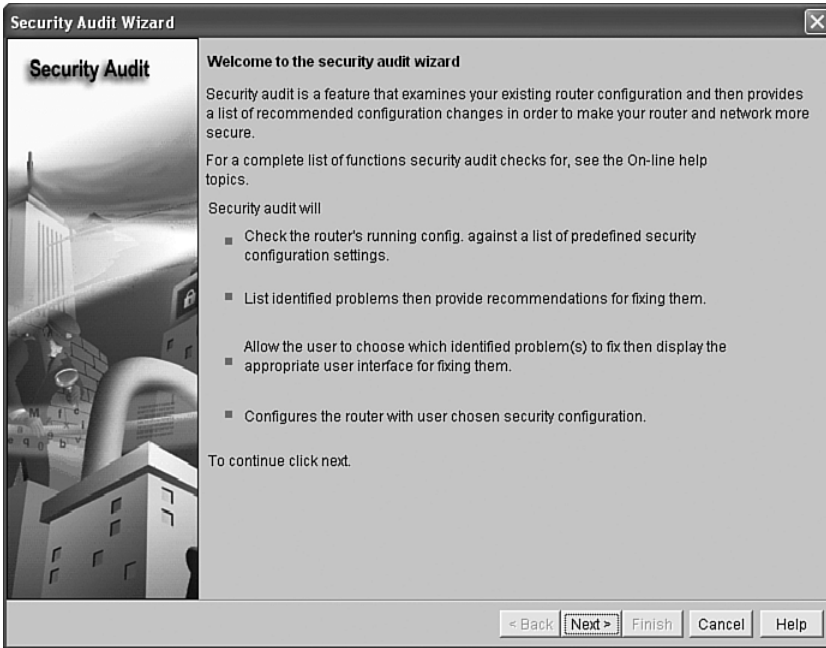 Security Audit Wizard
Security Audit
Welcome to the security audit wizard
Security audit is a feature that examines your existing router configuration and then provides
a list of recommended configuration changes in order to make your router and network more
secure.
For a complete list of functions security audit checks for, see the On-line help
topics.
Security audit will
Check the router's running config. against a list of predefined security
configuration settings.
List identified problems then provide recommendations for fixing them.
Allow the user to choose which identified problem(s) to fix then display the
appropriate user interface for fixing them.
Configures the router with user chosen security configuration.
To continue click next.
< Back Next > Finish Cancel Help